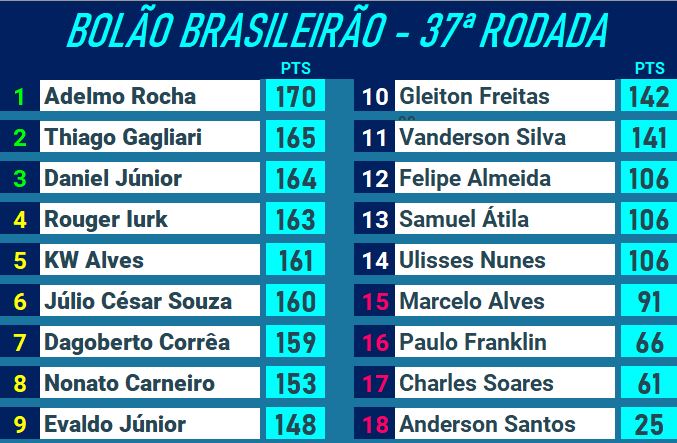 BOLÃO BRASILEIRÃO - 37ª RODADA
PTS
1 Adelmo Rocha 170
2 Thiago Gagliari 165
3 Daniel Júnior 164
4 Rouger Iurk 163
5 KW Alves 161
6 Júlio César Souza 160
7 Dagoberto Corrêa 159
8 Nonato Carneiro 153
9 Evaldo Júnior 148
PTS
10 Gleiton Freitas 142
11 Vanderson Silva 141
12 Felipe Almeida 106
13 Samuel Átila 106
14 Ulisses Nunes 106
15 Marcelo Alves 91
16 Paulo Franklin 66
17 Charles Soares 61
18 Anderson Santos 25